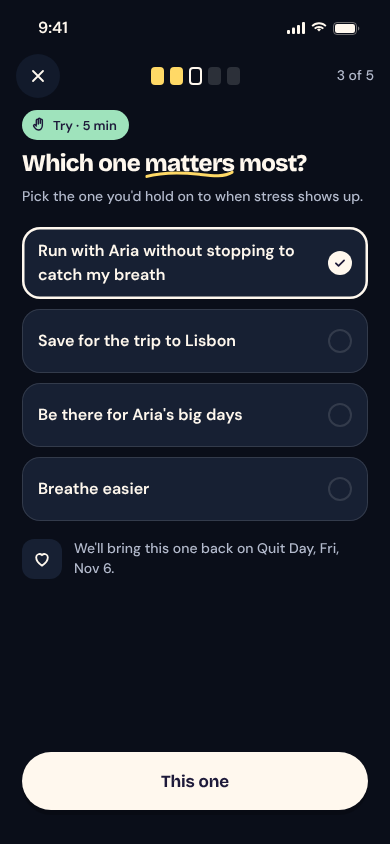 9:41
3 of 5
Try · 5 min
Which one matters most?
Pick the one you'd hold on to when stress shows up.
Run with Aria without stopping to
catch my breath
Save for the trip to Lisbon
Be there for Aria's big days
Breathe easier
We'll bring this one back on Quit Day, Fri,
Nov 6.
This one